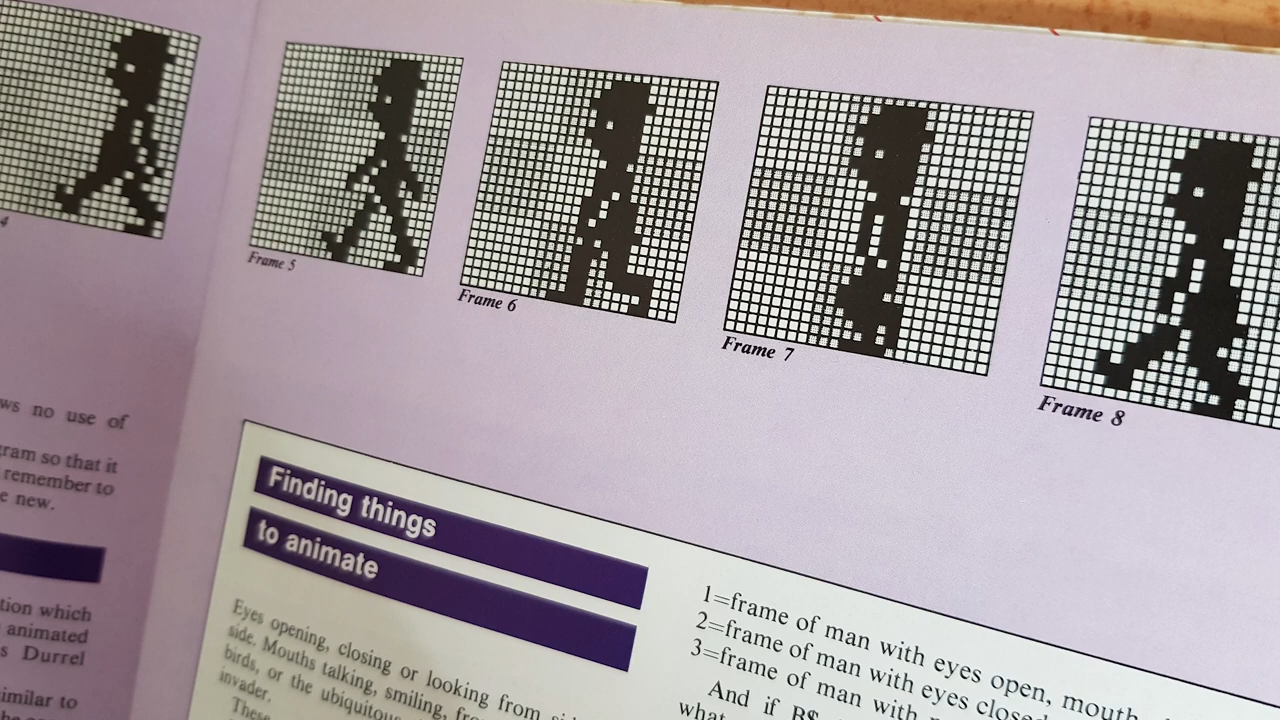 4
Frame 5
Frame 6
Frame 7
Frame 8
ws no use of
gram so that it
remember to
e new.
tion which
animated
s Durrel
imilar to
Finding things
to animate
Eyes opening, closing or looking from
side. Mouths talking, smiling,
birds, or the ubiquitous
invader.
These
1=frame of man with eyes open, mouth
2=frame of man with eyes closed
3=frame of man with
And if B$
what